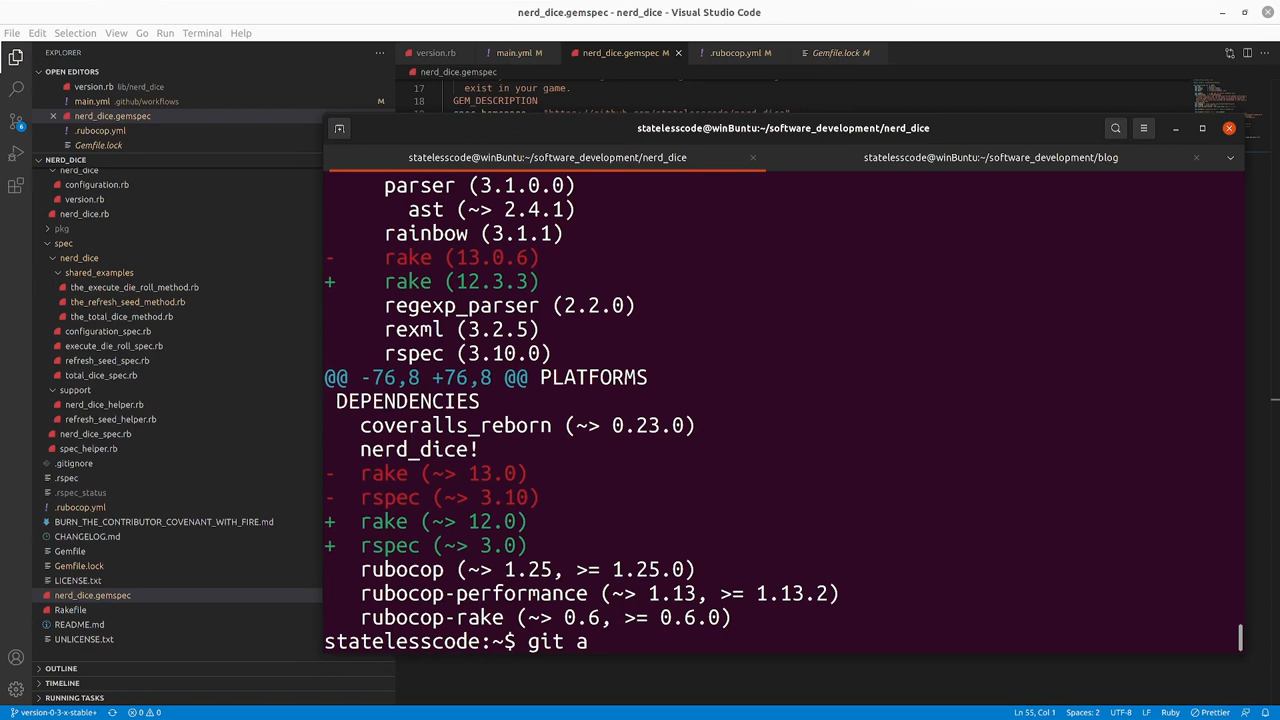 nerd_dice.gemspec - nerd_dice - Visual Studio Code
File Edit Selection View Go Run Terminal Help
EXPLORER
version.rb main.yml M nerd_dice.gemspec M .rubocop.yml M Gemfile.lock M
OPEN EDITORS
version.rb lib/nerd_dice
main.yml .github/workflows M
nerd_dice.gemspec
.rubocop.yml
Gemfile.lock
nerd_dice.gemspec
17 exist in your game.
18 GEM_DESCRIPTION
6
NERD_DICE
nerd_dice
configuration.rb
version.rb
nerd_dice.rb
pkg
spec
nerd_dice
shared_examples
the_execute_die_roll_method.rb
the_refresh_seed_method.rb
the_total_dice_method.rb
configuration_spec.rb
execute_die_roll_spec.rb
refresh_seed_spec.rb
total_dice_spec.rb
support
nerd_dice_helper.rb
refresh_seed_helper.rb
nerd_dice_spec.rb
spec_helper.rb
.gitignore
.rspec
.rspec_status
.rubocop.yml
BURN_THE_CONTRIBUTOR_COVENANT_WITH_FIRE.md
CHANGELOG.md
Gemfile
Gemfile.lock
LICENSE.txt
nerd_dice.gemspec
Rakefile
README.md
UNLICENSE.txt
OUTLINE
TIMELINE
RUNNING TASKS
statelesscode@winBuntu:~/software_development/nerd_dice
statelesscode@winBuntu:~/software_development/nerd_dice
statelesscode@winBuntu:~/software_development/blog
parser (3.1.0.0)
ast (~> 2.4.1)
rainbow (3.1.1)
- rake (13.0.6)
+ rake (12.3.3)
regexp_parser (2.2.0)
rexml (3.2.5)
rspec (3.10.0)
@@ -76,8 +76,8 @@ PLATFORMS
DEPENDENCIES
coveralls_reborn (~> 0.23.0)
nerd_dice!
- rake (~> 13.0)
- rspec (~> 3.10)
+ rake (~> 12.0)
+ rspec (~> 3.0)
rubocop (~> 1.25, >= 1.25.0)
rubocop-performance (~> 1.13, >= 1.13.2)
rubocop-rake (~> 0.6, >= 0.6.0)
statelesscode:~$ git a
version-0-3-x-stable+ 0 0 Ln 55, Col 1 Spaces: 2 UTF-8 LF Ruby Prettier